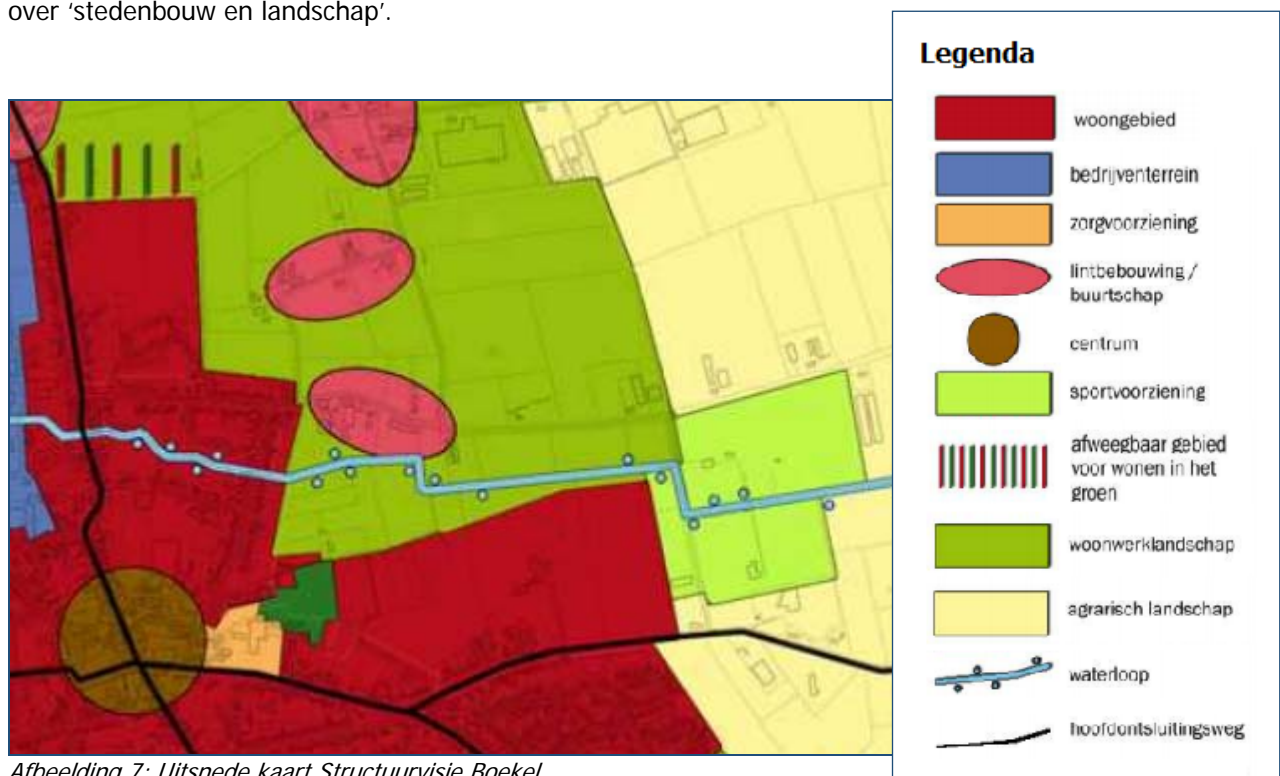 over ‘stedenbouw en landschap’.
Legenda
woongebied
bedrijventerrein
zorgvoorziening
lintbebouwing /
buurtschap
centrum
sportvoorziening
afweegbaar gebied
voor wonen in het
groen
woonwerklandschap
agrarisch landschap
waterloop
hoofdontsluitingsweg
Afbeelding 7: Uitsnede kaart Structuurvisie Boekel